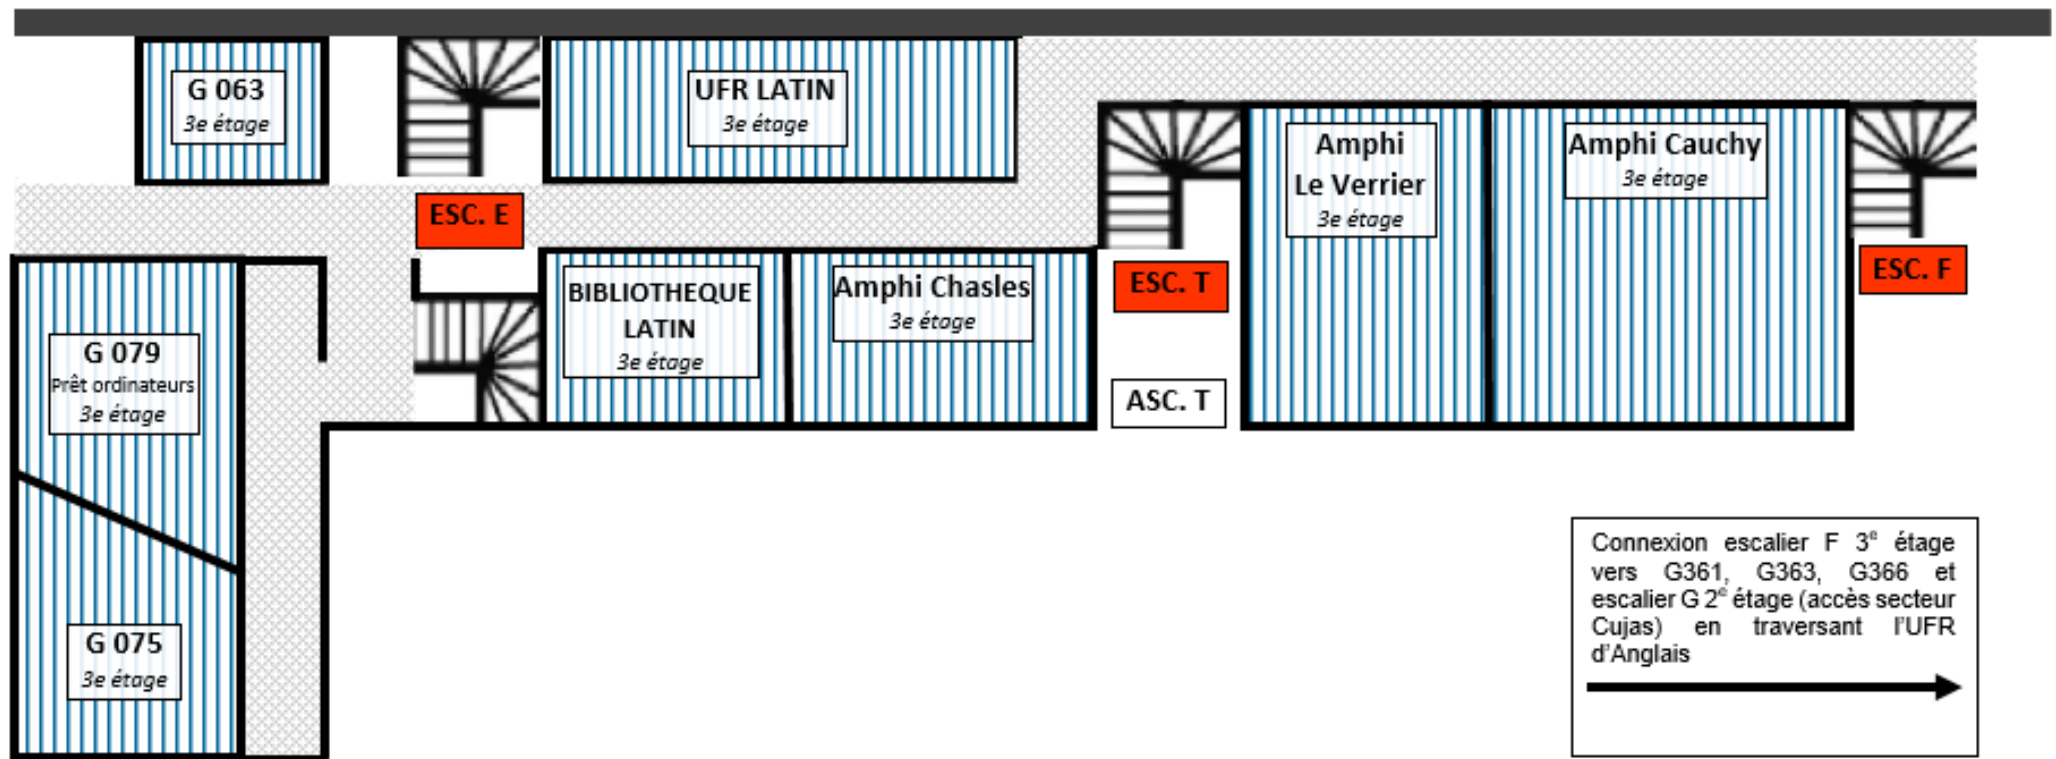 G 063
3e étage
UFR LATIN
3e étage
Amphi
Le Verrier
3e étage
Amphi Cauchy
3e étage
ESC. E
ESC. T
ESC. F
BIBLIOTHEQUE
LATIN
3e étage
Amphi Chasles
3e étage
G 079
Prêt ordinateurs
3e étage
ASC. T
G 075
3e étage
Connexion escalier F 3e étage
vers G361, G363, G366 et
escalier G 2e étage (accès secteur
Cujas) en traversant l'UFR
d'Anglais